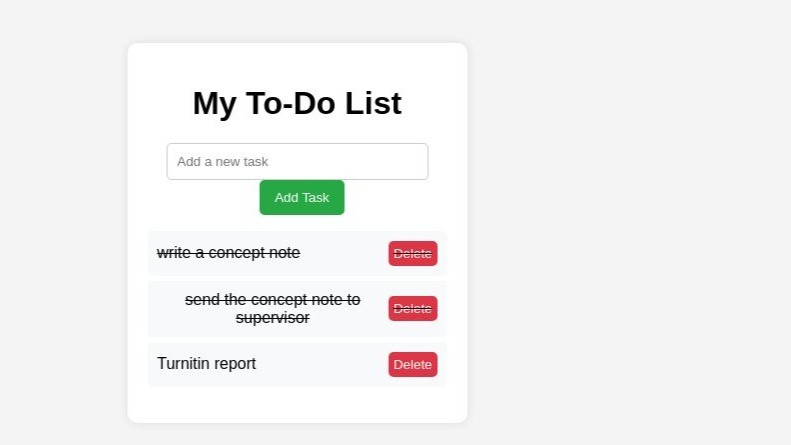 My To-Do List
Add a new task
Add Task
write a concept note
Delete
send the concept note to
supervisor
Delete
Turnitin report
Delete